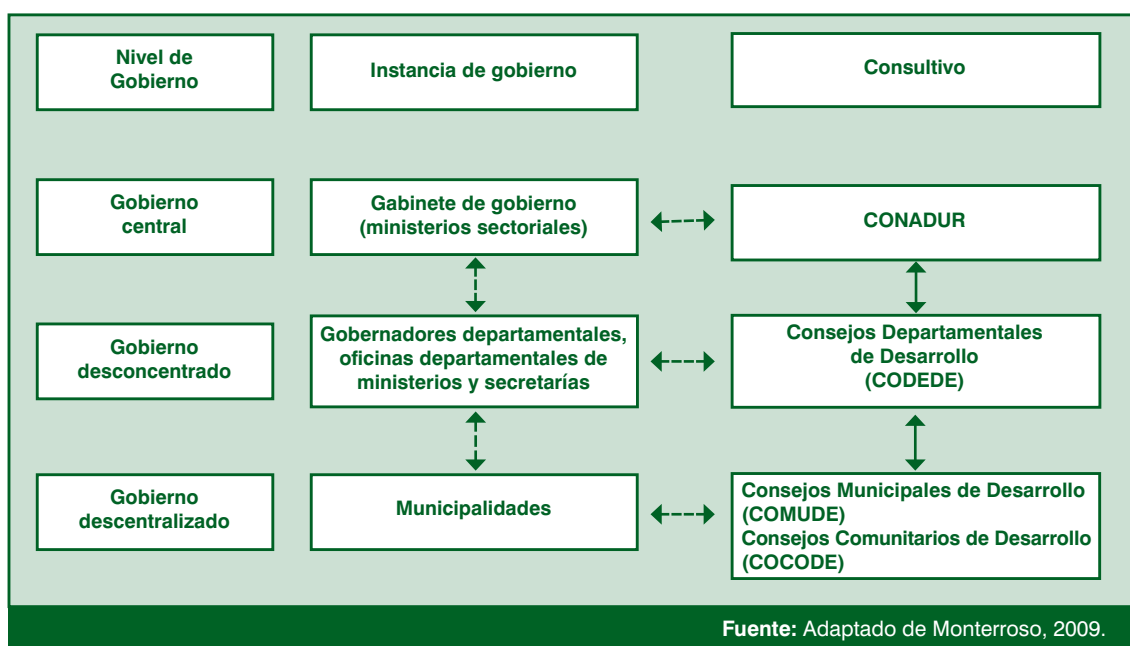 Nivel de
Gobierno
Instancia de gobierno
Consultivo
Gobierno
central
Gabinete de gobierno
(ministerios sectoriales)
CONADUR
Gobierno
desconcentrado
Gobernadores departamentales,
oficinas departamentales de
ministerios y secretarías
Consejos Departamentales
de Desarrollo
(CODEDE)
Gobierno
descentralizado
Municipalidades
Consejos Municipales de Desarrollo
(COMUDE)
Consejos Comunitarios de Desarrollo
(COCODE)
Fuente: Adaptado de Monterroso, 2009.